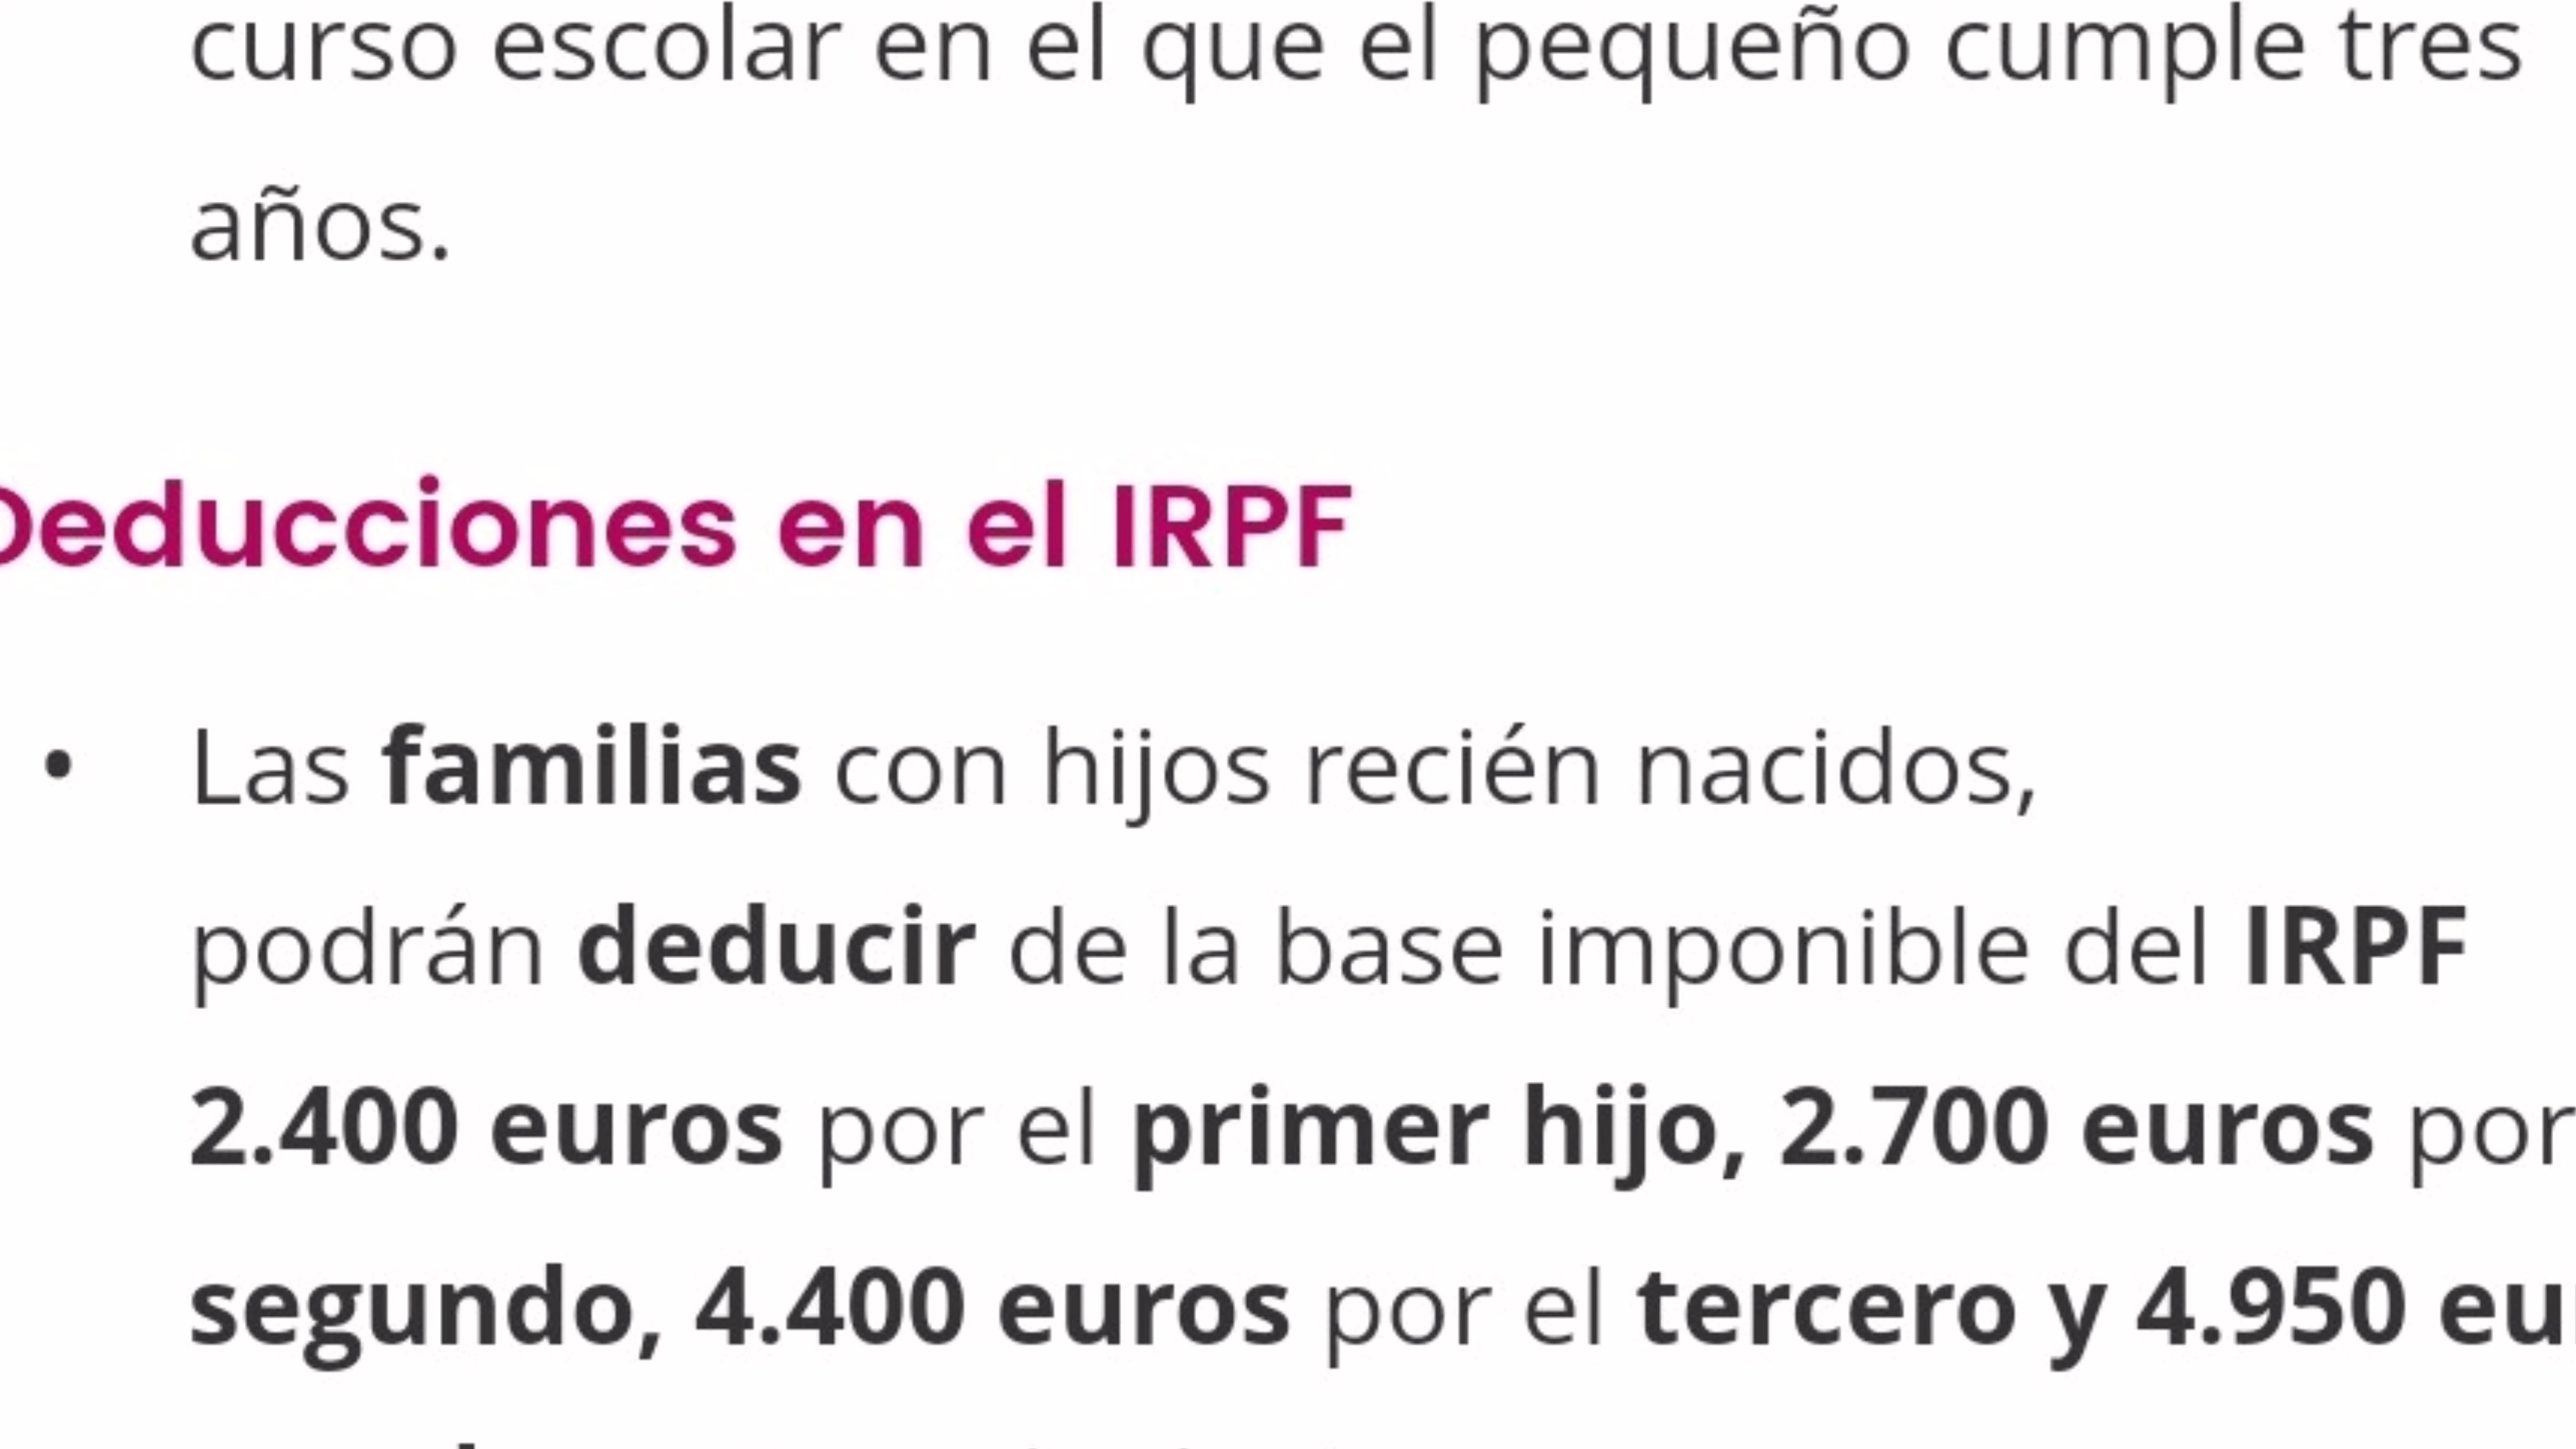 curso escolar en el que el pequeño cumple tres
años.
Deducciones en el IRPF
• Las familias con hijos recién nacidos,
podrán deducir de la base imponible del IRPF
2.400 euros por el primer hijo, 2.700 euros por
segundo, 4.400 euros por el tercero y 4.950 eu